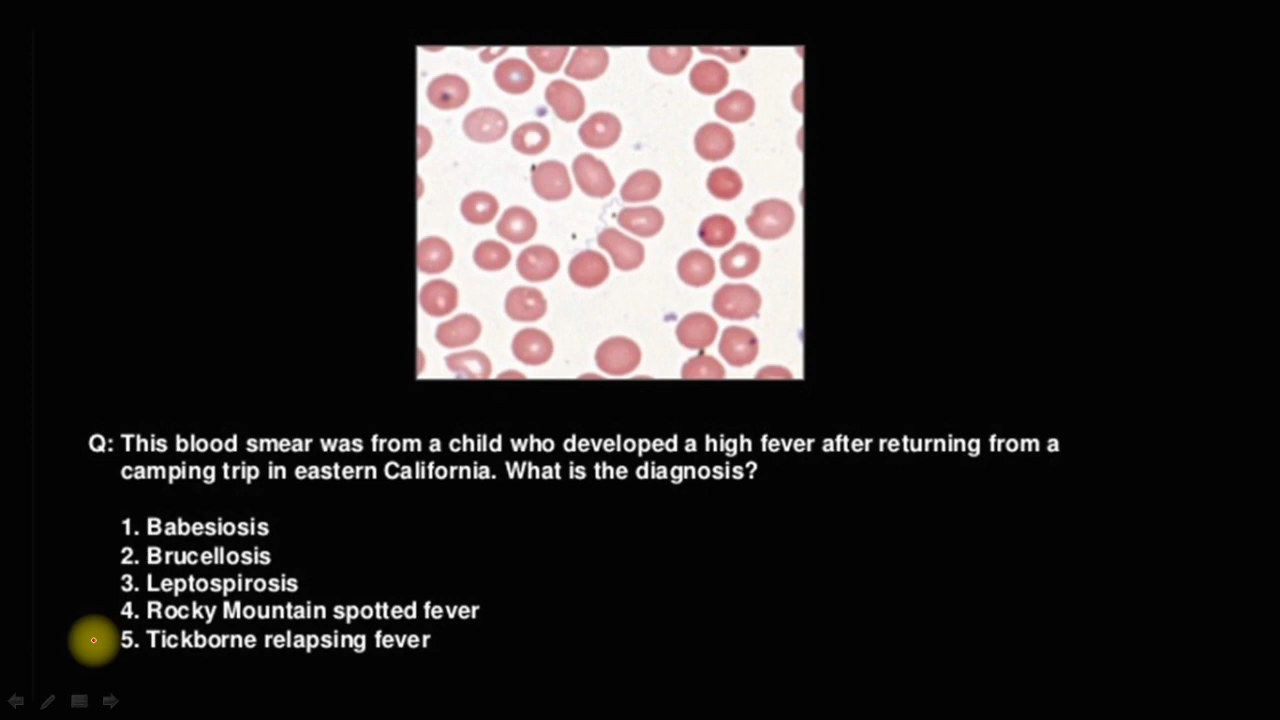 Q: This blood smear was from a child who developed a high fever after returning from a
camping trip in eastern California. What is the diagnosis?
1. Babesiosis
2. Brucellosis
3. Leptospirosis
4. Rocky Mountain spotted fever
5. Tickborne relapsing fever